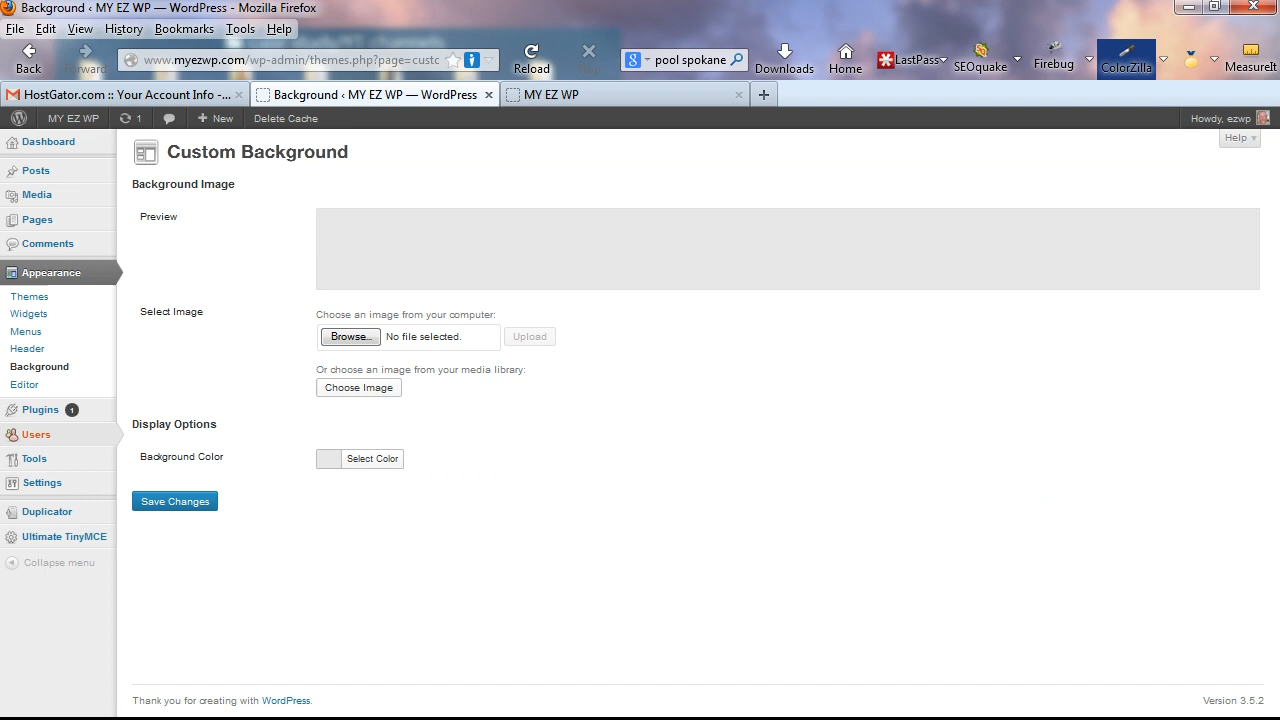 Background ‹ MY EZ WP — WordPress - Mozilla Firefox
File Edit View History Bookmarks Tools Help
Back Forward www.myezwp.com/wp-admin/themes.php?page=custo Reload pool spokane Downloads Home LastPass SEOquake Firebug ColorZilla MeasureIt
HostGator.com :: Your Account Info -... Background ‹ MY EZ WP — WordPress MY EZ WP
MY EZ WP 1 New Delete Cache Howdy, ezwp
Help
Dashboard
Posts
Media
Pages
Comments
Appearance
Themes
Widgets
Menus
Header
Background
Editor
Plugins 1
Users
Tools
Settings
Duplicator
Ultimate TinyMCE
Collapse menu
Custom Background
Background Image
Preview
Select Image
Choose an image from your computer:
Browse... No file selected. Upload
Or choose an image from your media library:
Choose Image
Display Options
Background Color Select Color
Save Changes
Thank you for creating with WordPress. Version 3.5.2